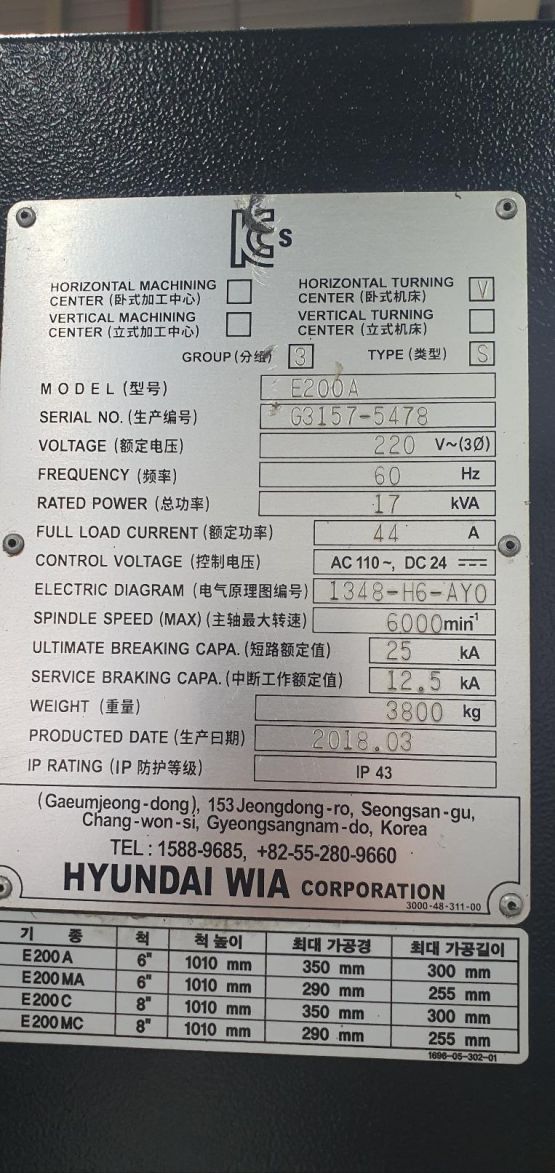 KCs
HORIZONTAL MACHINING CENTER (卧式加工中心)
HORIZONTAL TURNING CENTER (卧式机床) V
VERTICAL MACHINING CENTER (立式加工中心)
VERTICAL TURNING CENTER (立式机床)
GROUP (分组) 3 TYPE (类型) S
MODEL (型号) E200A
SERIAL NO. (生产编号) G3157-5478
VOLTAGE (额定电压) 220 V~(3Ø)
FREQUENCY (频率) 60 Hz
RATED POWER (总功率) 17 kVA
FULL LOAD CURRENT (额定功率) 44 A
CONTROL VOLTAGE (控制电压) AC 110~, DC 24
ELECTRIC DIAGRAM (电气原理图编号) 1348-H6-AY0
SPINDLE SPEED (MAX) (主轴最大转速) 6000 min⁻¹
ULTIMATE BREAKING CAPA. (短路额定值) 25 kA
SERVICE BRAKING CAPA. (中断工作额定值) 12.5 kA
WEIGHT (重量) 3800 kg
PRODUCTED DATE (生产日期) 2018.03
IP RATING (IP 防护等级) IP 43
(Gaeumjeong-dong), 153 Jeongdong-ro, Seongsan-gu,
Chang-won-si, Gyeongsangnam-do, Korea
TEL : 1588-9685, +82-55-280-9660
HYUNDAI WIA CORPORATION
3000-48-311-00
기 종 척 척 높이 최대 가공경 최대 가공길이
E200A 6" 1010 mm 350 mm 300 mm
E200MA 6" 1010 mm 290 mm 255 mm
E200C 8" 1010 mm 350 mm 300 mm
E200MC 8" 1010 mm 290 mm 255 mm
1696-05-302-01